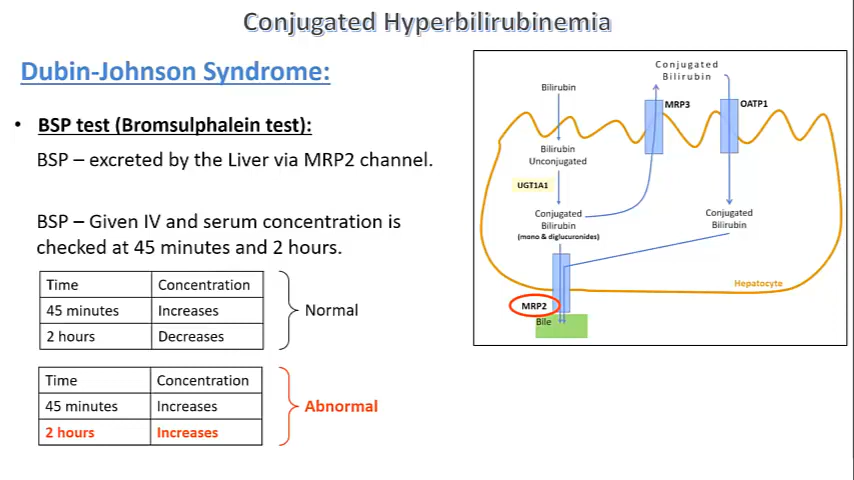 Conjugated Hyperbilirubinemia
Dubin-Johnson Syndrome:
• BSP test (Bromsulphalein test):
BSP – excreted by the Liver via MRP2 channel.
BSP – Given IV and serum concentration is
checked at 45 minutes and 2 hours.
Time Concentration
45 minutes Increases
2 hours Decreases
Normal
Time Concentration
45 minutes Increases
2 hours Increases
Abnormal
Conjugated
Bilirubin
Bilirubin
MRP3
OATP1
Bilirubin
Unconjugated
UGT1A1
Conjugated
Bilirubin
(mono & diglucuronides)
Conjugated
Bilirubin
Hepatocyte
MRP2
Bile